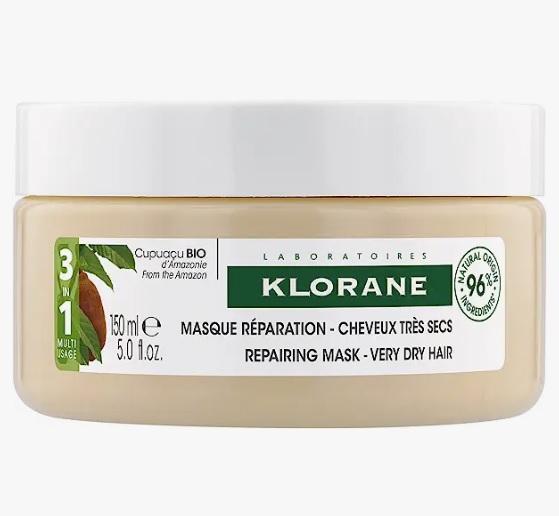 3
IN
1
MULTI
USAGE
Cupuaçu BIO
d'Amazonie
From the Amazon
150 ml e
5.0 fl.oz.
LABORATOIRES
KLORANE
MASQUE RÉPARATION - CHEVEUX TRÈS SECS
REPAIRING MASK - VERY DRY HAIR
NATURAL ORIGIN
96%
INGREDIENTS